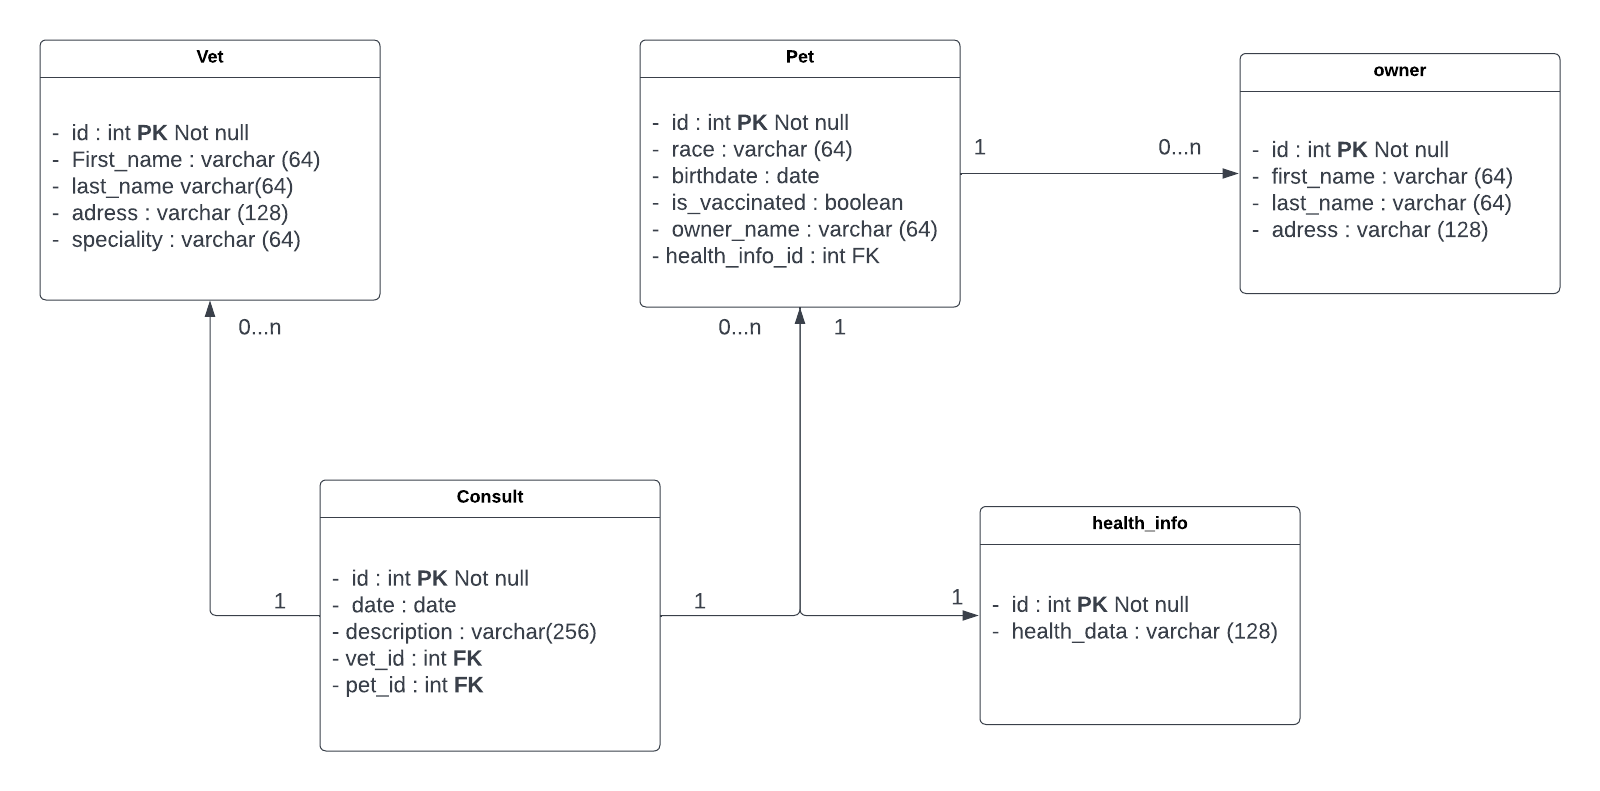 Vet
- id : int PK Not null
- First_name : varchar (64)
- last_name varchar(64)
- adress : varchar (128)
- speciality : varchar (64)
Pet
- id : int PK Not null
- race : varchar (64)
- birthdate : date
- is_vaccinated : boolean
- owner_name : varchar (64)
- health_info_id : int FK
1
0...n
owner
- id : int PK Not null
- first_name : varchar (64)
- last_name : varchar (64)
- adress : varchar (128)
0...n
0...n
1
Consult
- id : int PK Not null
- date : date
- description : varchar(256)
- vet_id : int FK
- pet_id : int FK
1
1
1
health_info
- id : int PK Not null
- health_data : varchar (128)